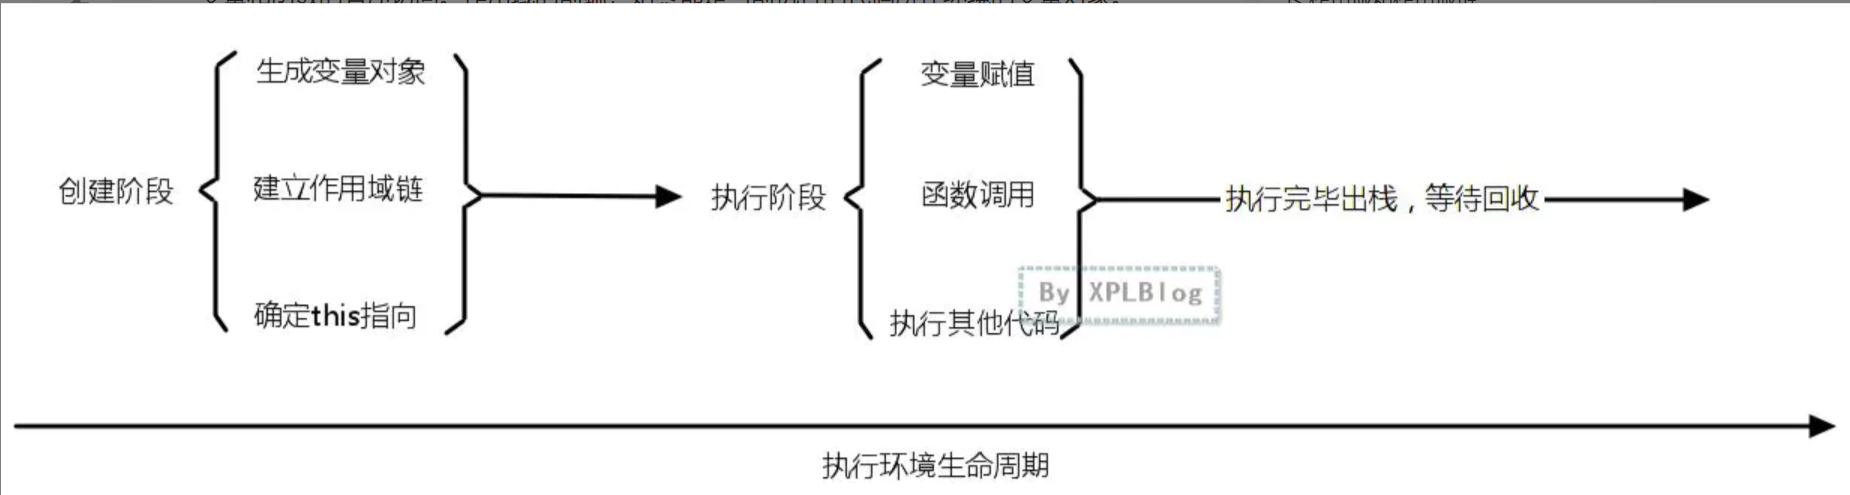 生成变量对象
建立作用域链
确定this指向
创建阶段
执行阶段
变量赋值
函数调用
执行其他代码
执行完毕出栈，等待回收
By XPLBlog
执行环境生命周期